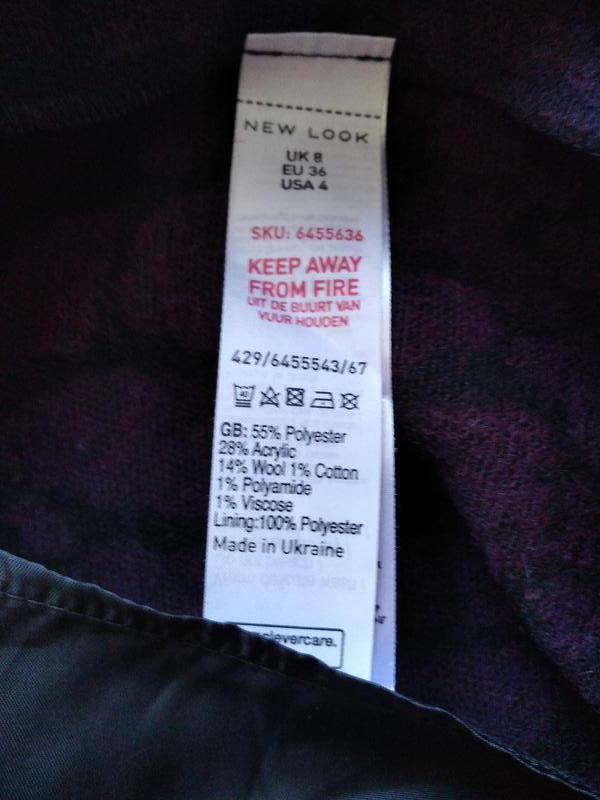 NEW LOOK
UK 8
EU 36
USA 4
SKU: 6455636
KEEP AWAY
FROM FIRE
UIT DE BUURT VAN
VUUR HOUDEN
429/6455543/67
40
GB: 55% Polyester
28% Acrylic
14% Wool 1% Cotton
1% Polyamide
1% Viscose
Lining:100% Polyester
Made in Ukraine
clevercare.